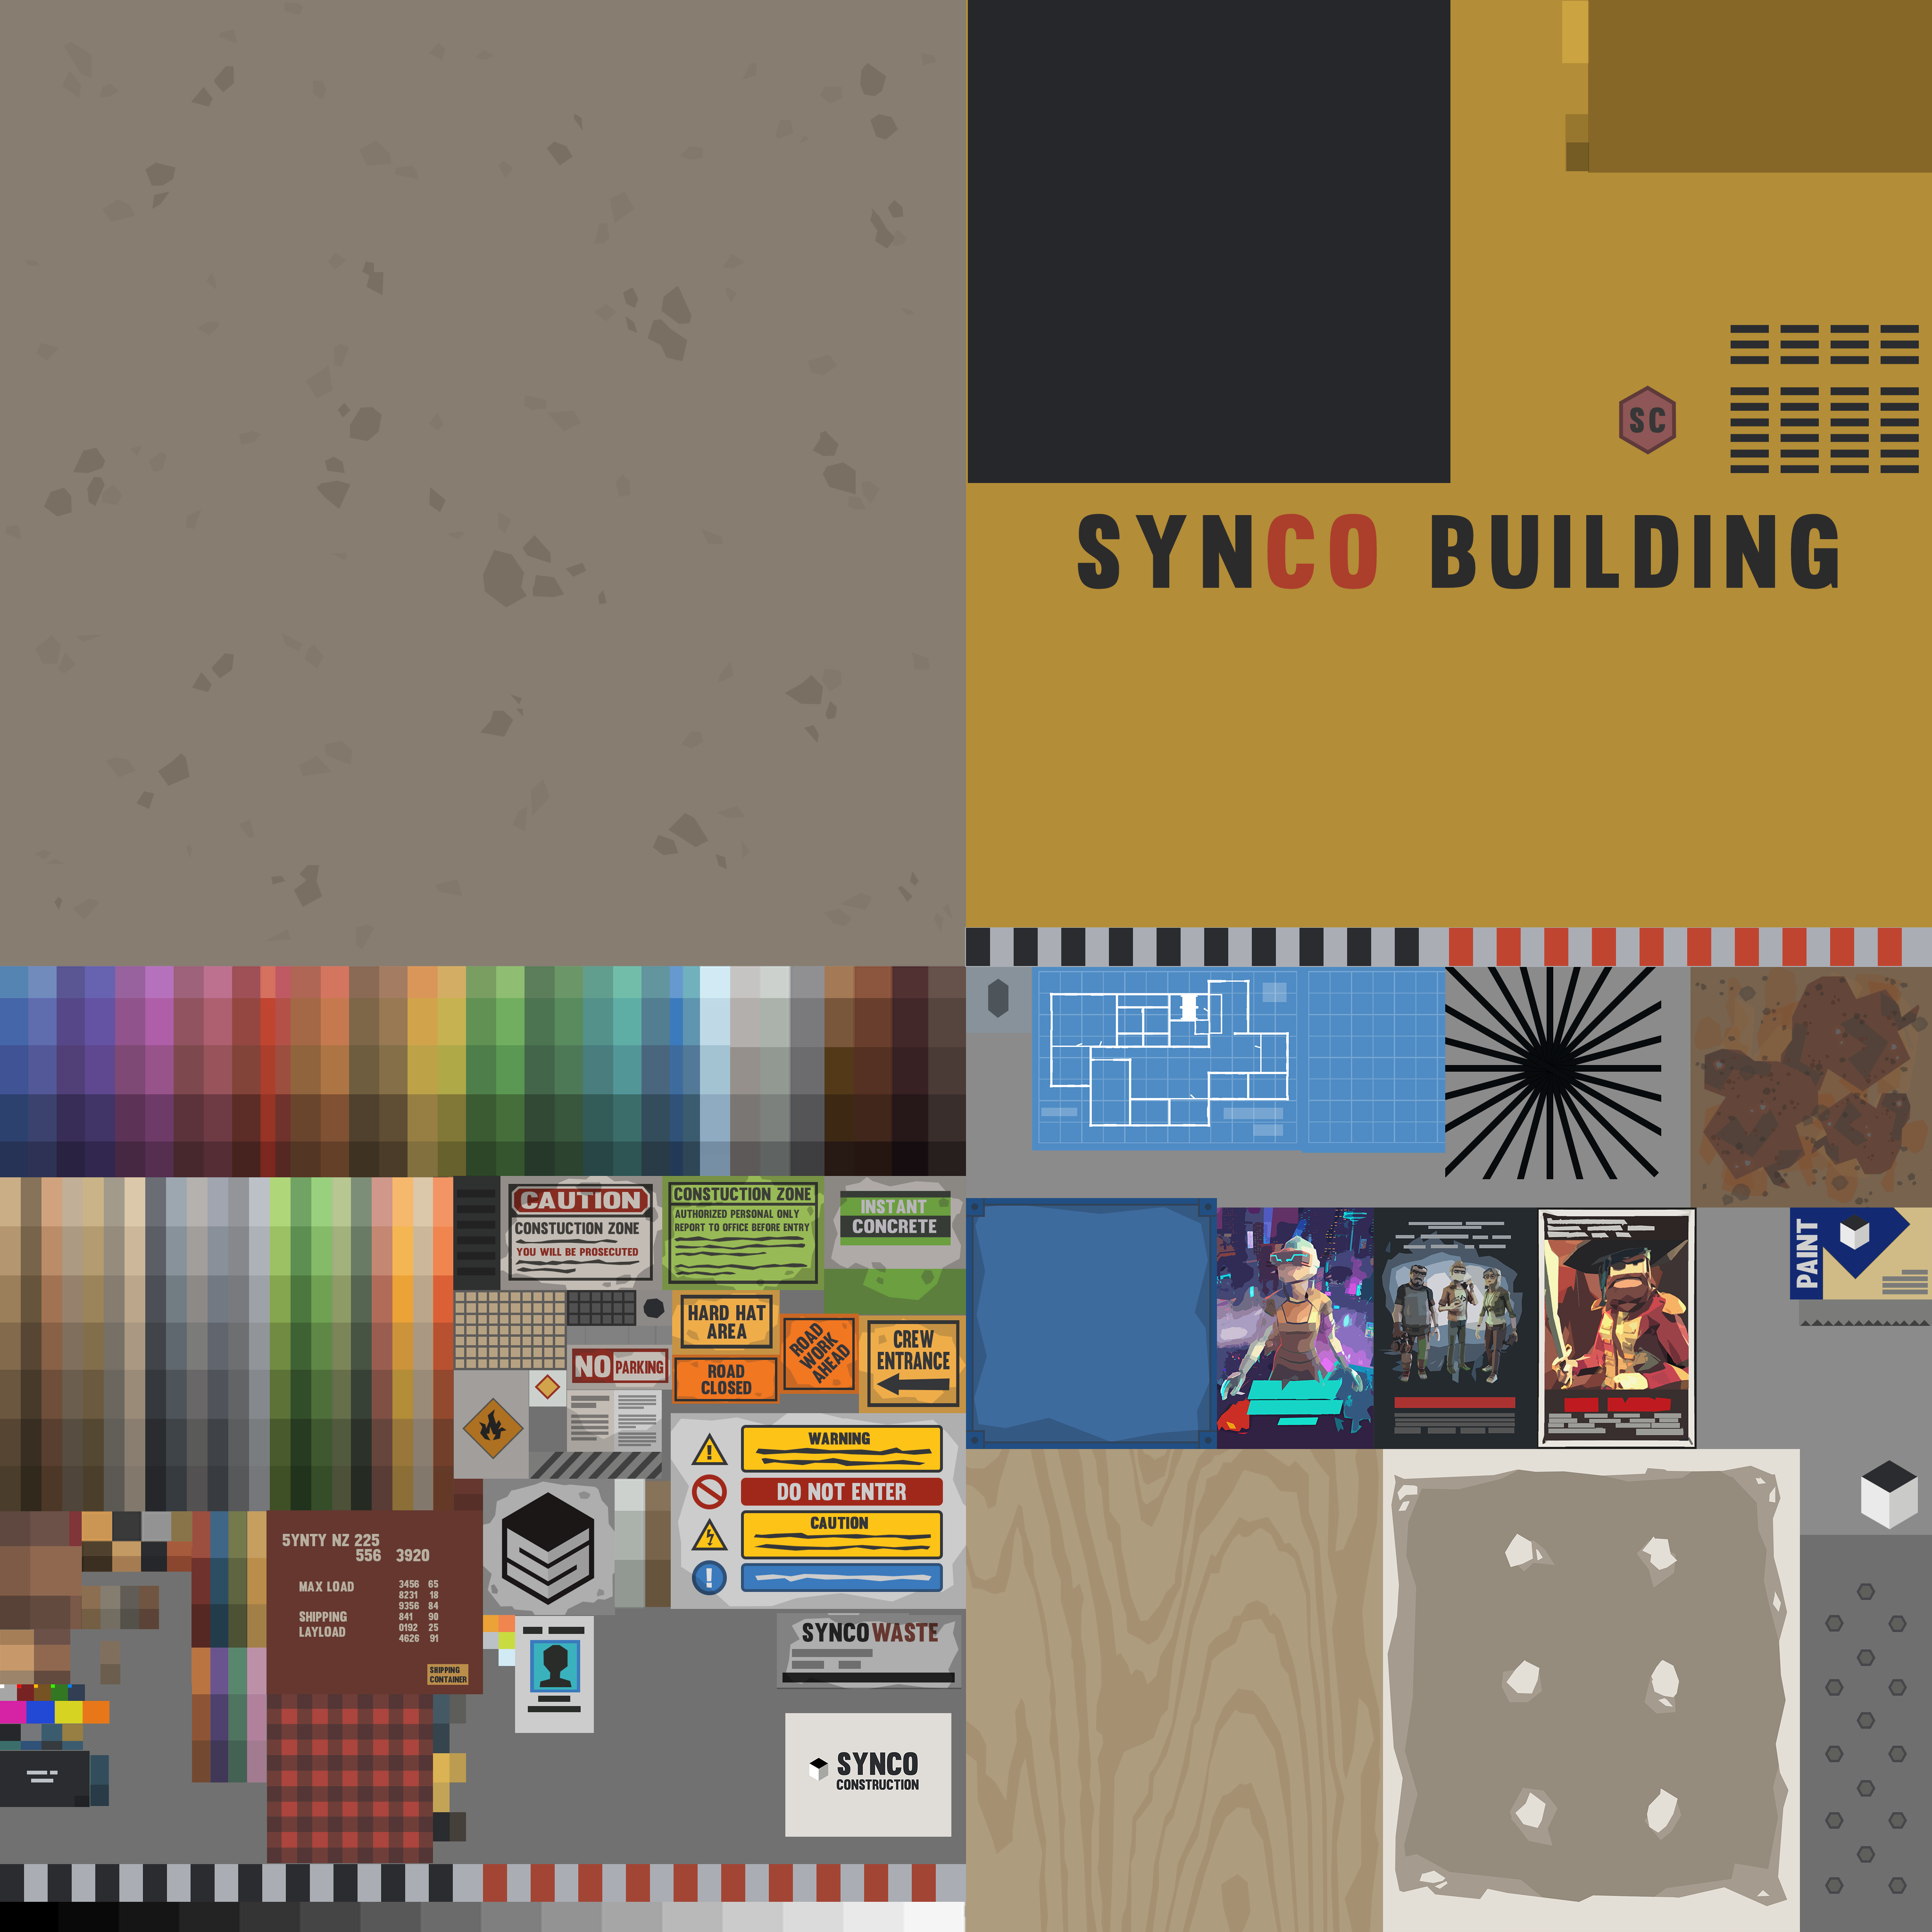 SC
SYNCO BUILDING
CAUTION
CONSTUCTION ZONE
YOU WILL BE PROSECUTED
CONSTUCTION ZONE
AUTHORIZED PERSONAL ONLY
REPORT TO OFFICE BEFORE ENTRY
INSTANT
CONCRETE
HARD HAT
AREA
ROAD
WORK
AHEAD
CREW
ENTRANCE
NO PARKING
ROAD
CLOSED
PAINT
WARNING
DO NOT ENTER
CAUTION
5YNTY NZ 225
556 3920
MAX LOAD
3456 65
8231 18
9356 84
SHIPPING
841 90
LAYLOAD
0192 25
4626 91
SHIPPING
CONTAINER
SYNCOWASTE
SYNCO
CONSTRUCTION